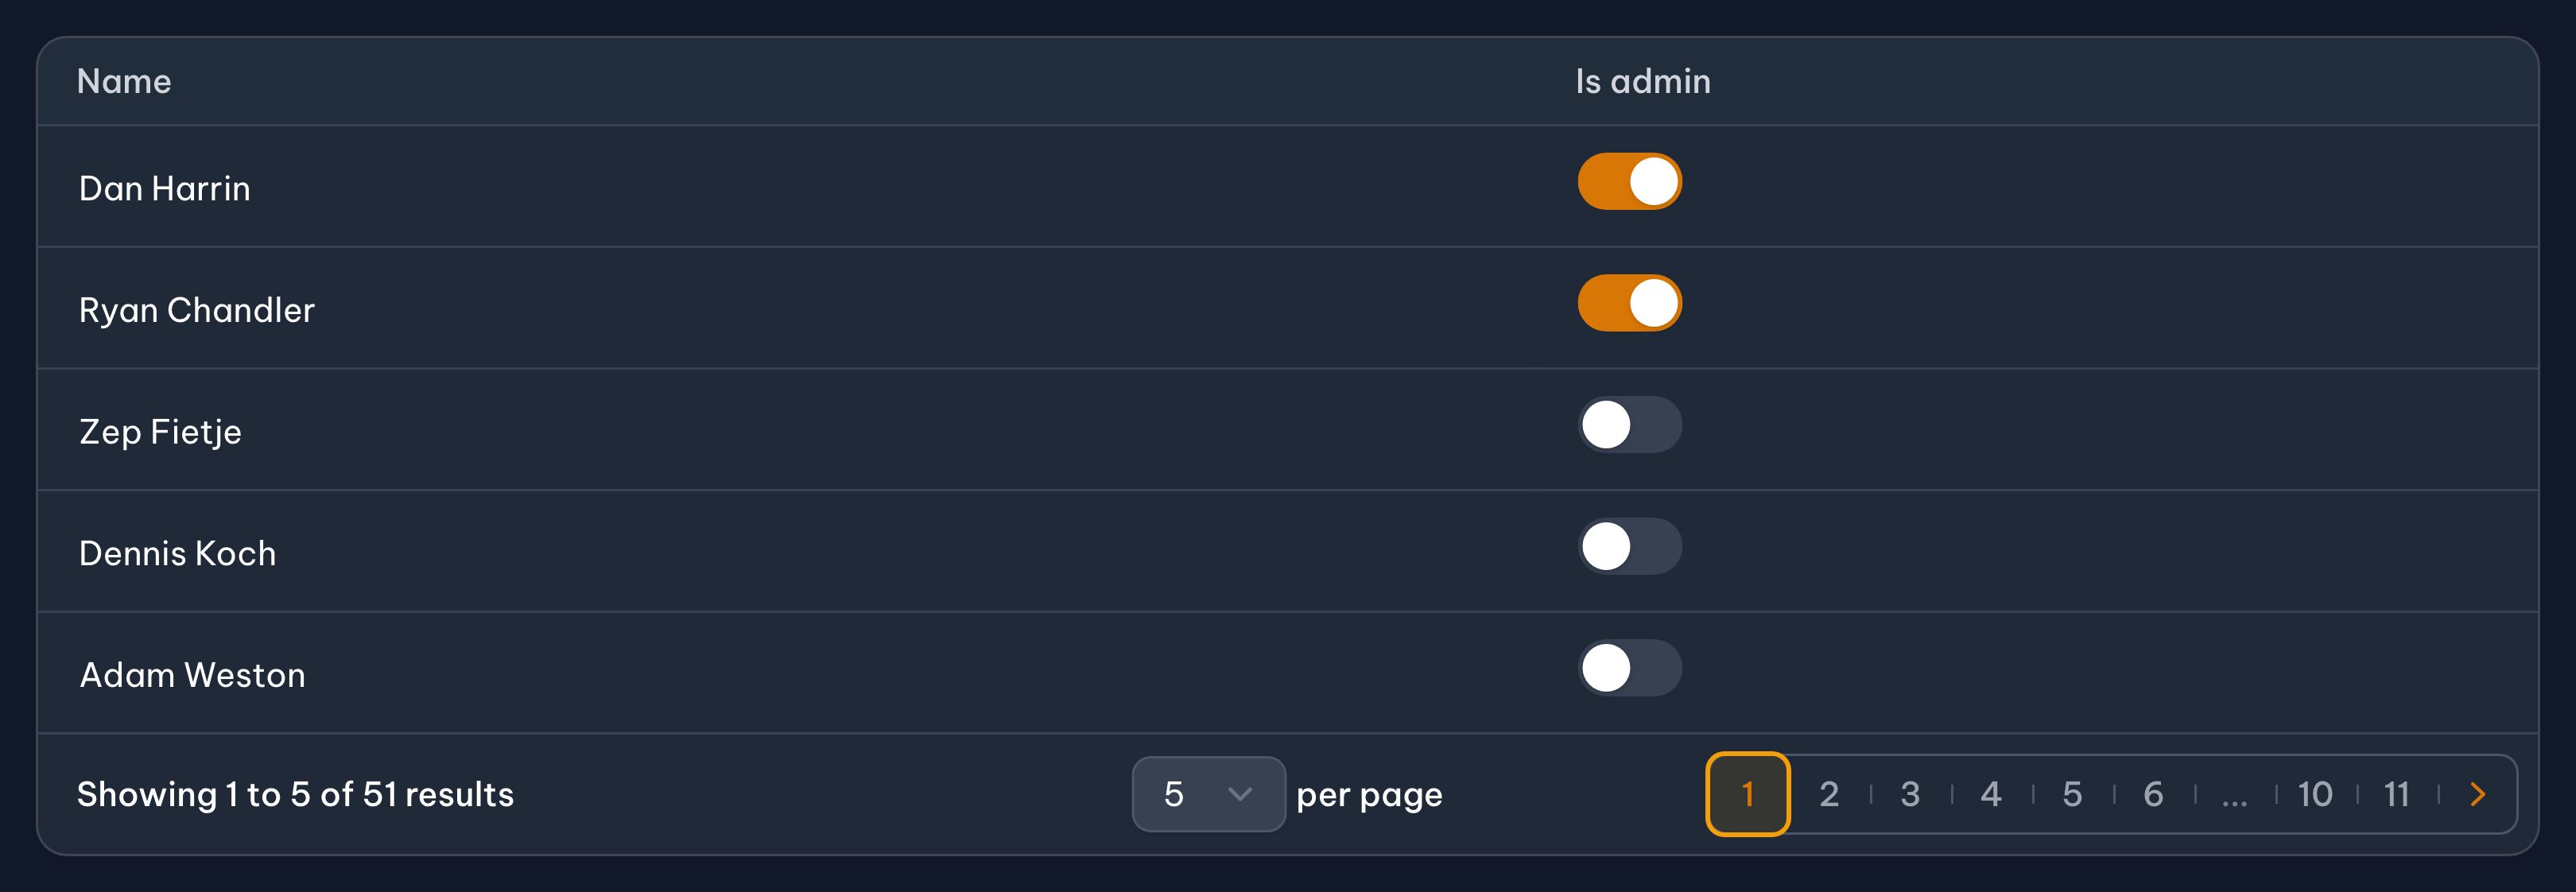 Name Is admin
Dan Harrin
Ryan Chandler
Zep Fietje
Dennis Koch
Adam Weston
Showing 1 to 5 of 51 results 5 per page 1 2 3 4 5 6 ... 10 11